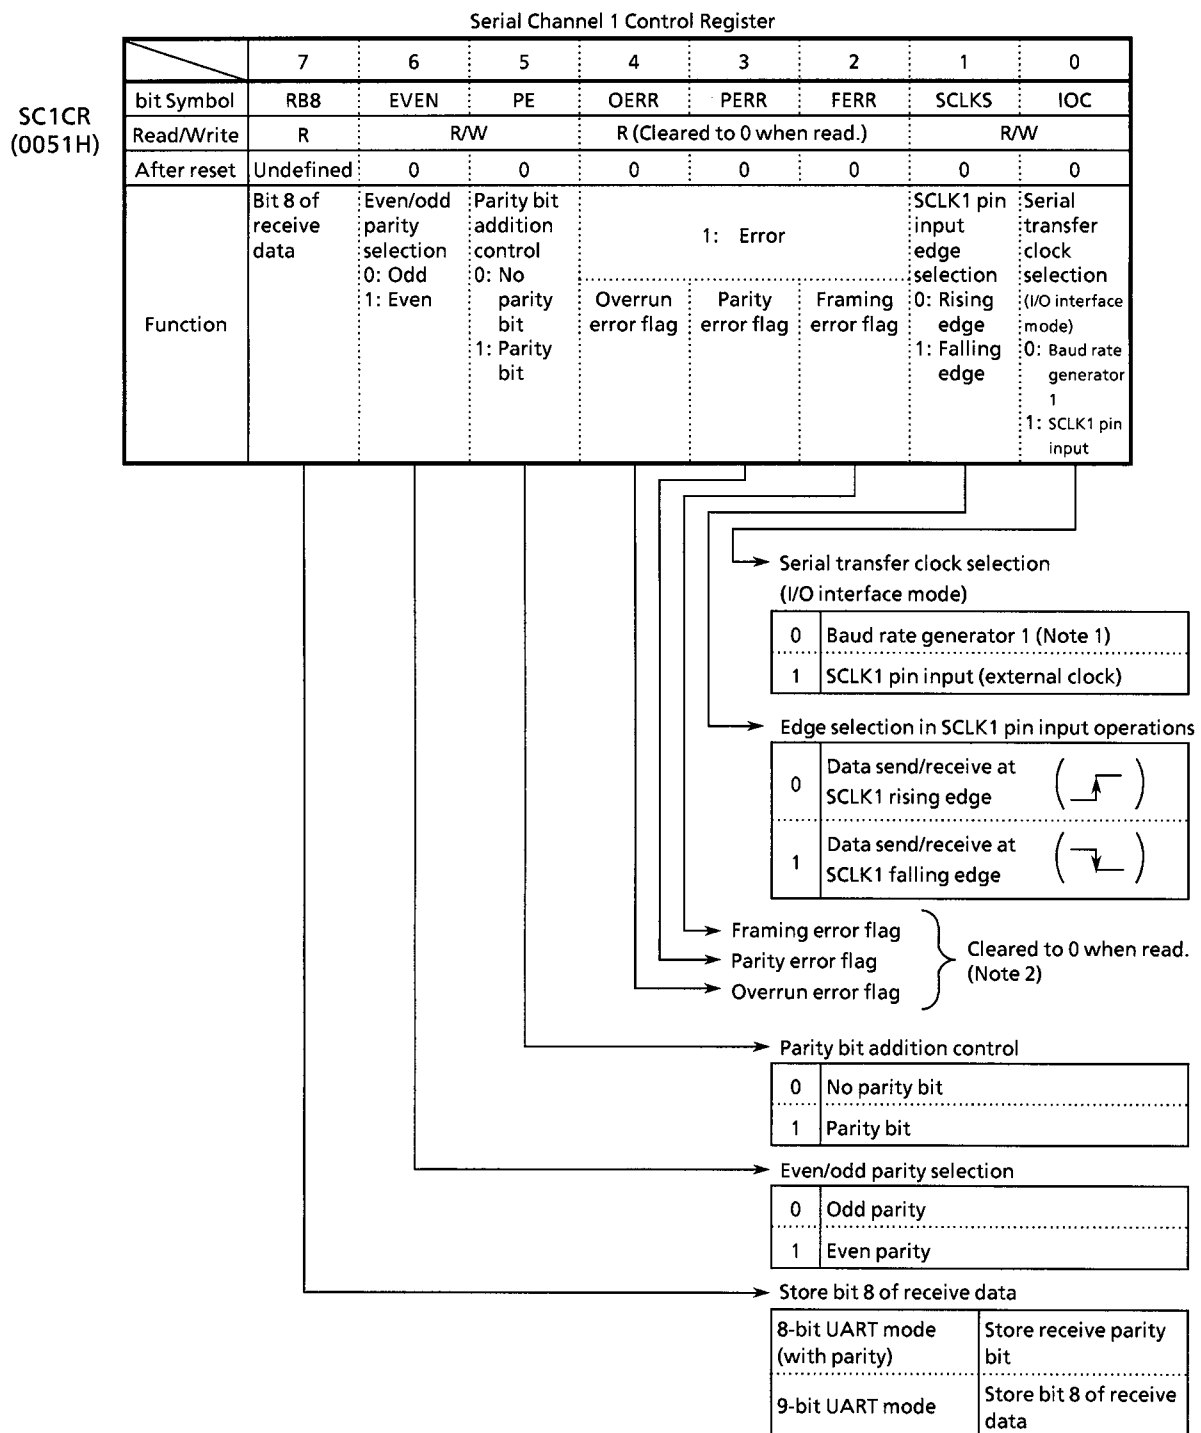 Serial Channel 1 Control Register
SC1CR
(0051H)
7 6 5 4 3 2 1 0
bit Symbol RB8 EVEN PE OERR PERR FERR SCLKS IOC
Read/Write R R/W R (Cleared to 0 when read.) R/W
After reset Undefined 0 0 0 0 0 0 0
Function
Bit 8 of
receive
data
Even/odd
parity
selection
0: Odd
1: Even
Parity bit
addition
control
0: No
parity
bit
1: Parity
bit
1: Error
Overrun
error flag
Parity
error flag
Framing
error flag
SCLK1 pin
input
edge
selection
0: Rising
edge
1: Falling
edge
Serial
transfer
clock
selection
(I/O interface
mode)
0: Baud rate
generator
1
1: SCLK1 pin
input
Serial transfer clock selection
(I/O interface mode)
0 Baud rate generator 1 (Note 1)
1 SCLK1 pin input (external clock)
Edge selection in SCLK1 pin input operations
0 Data send/receive at
SCLK1 rising edge
1 Data send/receive at
SCLK1 falling edge
Framing error flag
Parity error flag
Overrun error flag
Cleared to 0 when read.
(Note 2)
Parity bit addition control
0 No parity bit
1 Parity bit
Even/odd parity selection
0 Odd parity
1 Even parity
Store bit 8 of receive data
8-bit UART mode
(with parity)
Store receive parity
bit
9-bit UART mode
Store bit 8 of receive
data